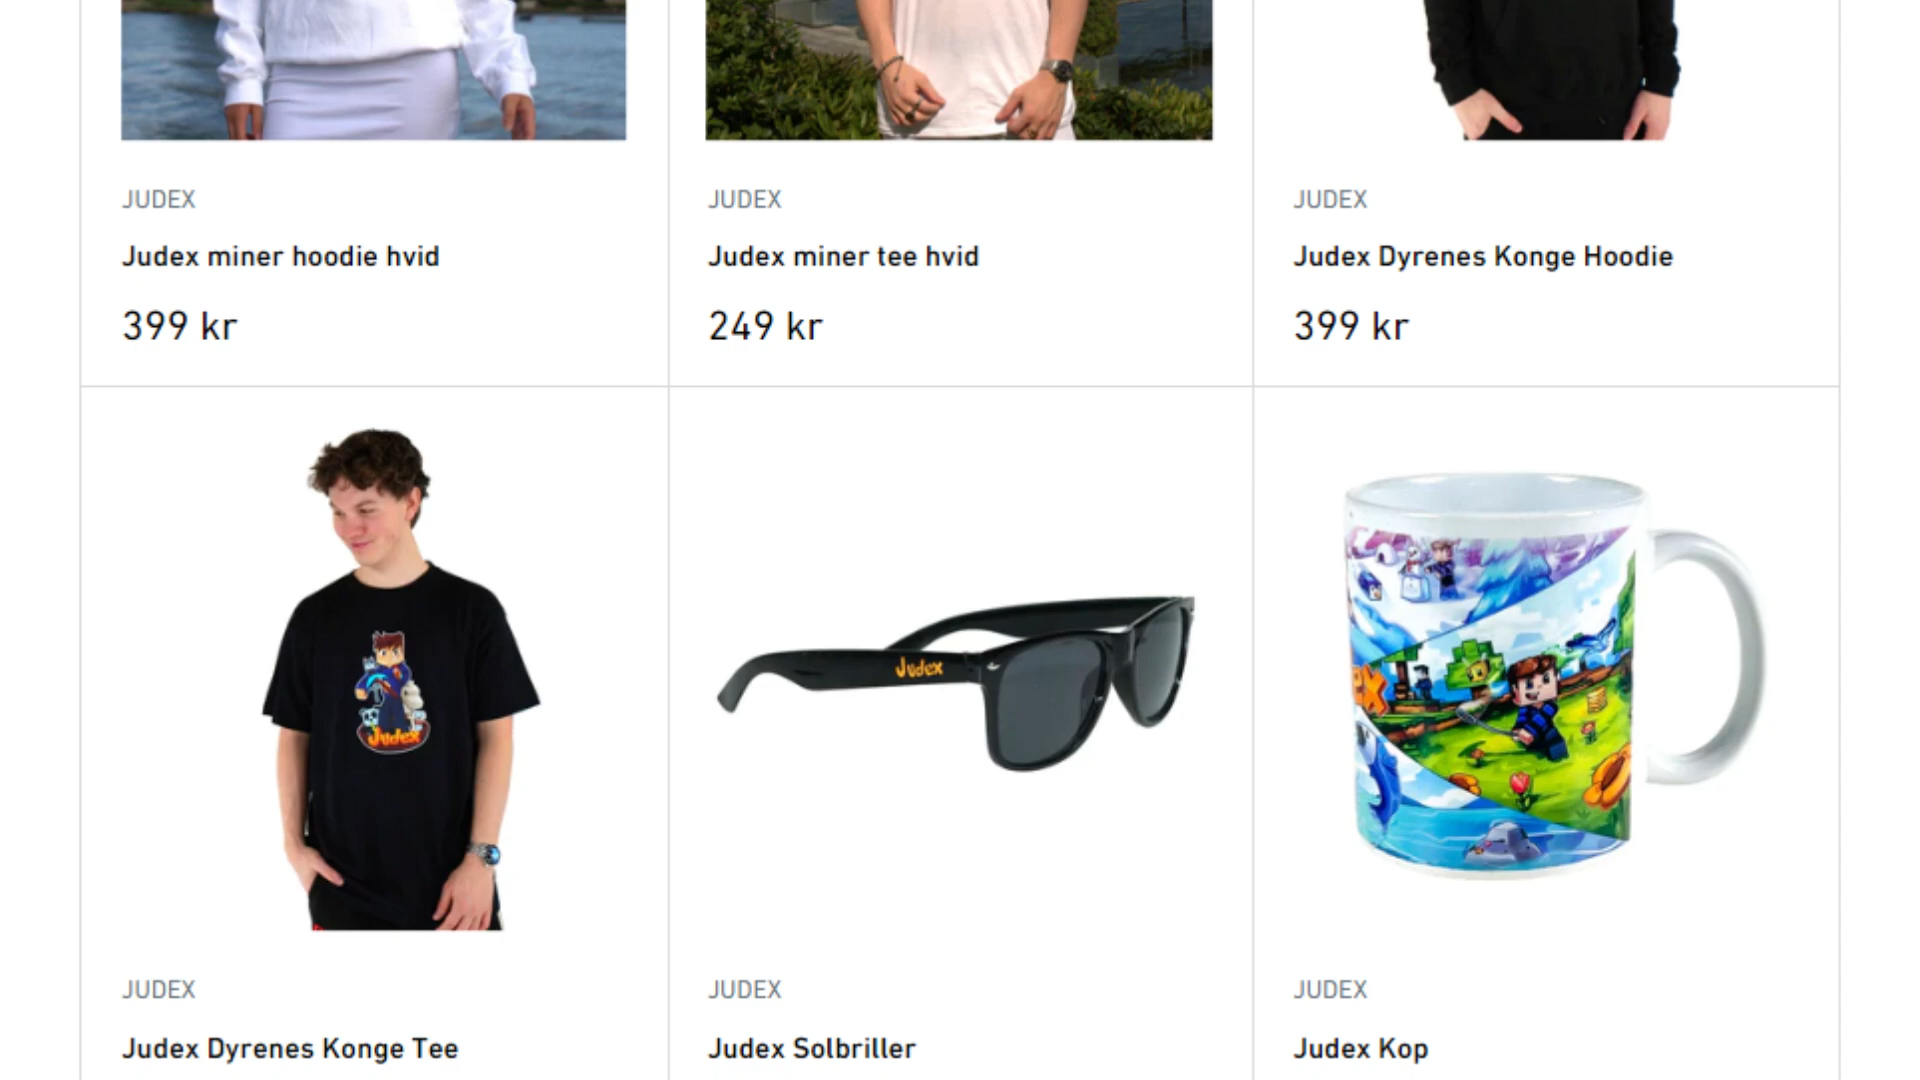 JUDEX
Judex miner hoodie hvid
399 kr
JUDEX
Judex miner tee hvid
249 kr
JUDEX
Judex Dyrenes Konge Hoodie
399 kr
Judex
JUDEX
Judex Dyrenes Konge Tee
Judex
JUDEX
Judex Solbriller
EX
JUDEX
Judex Kop